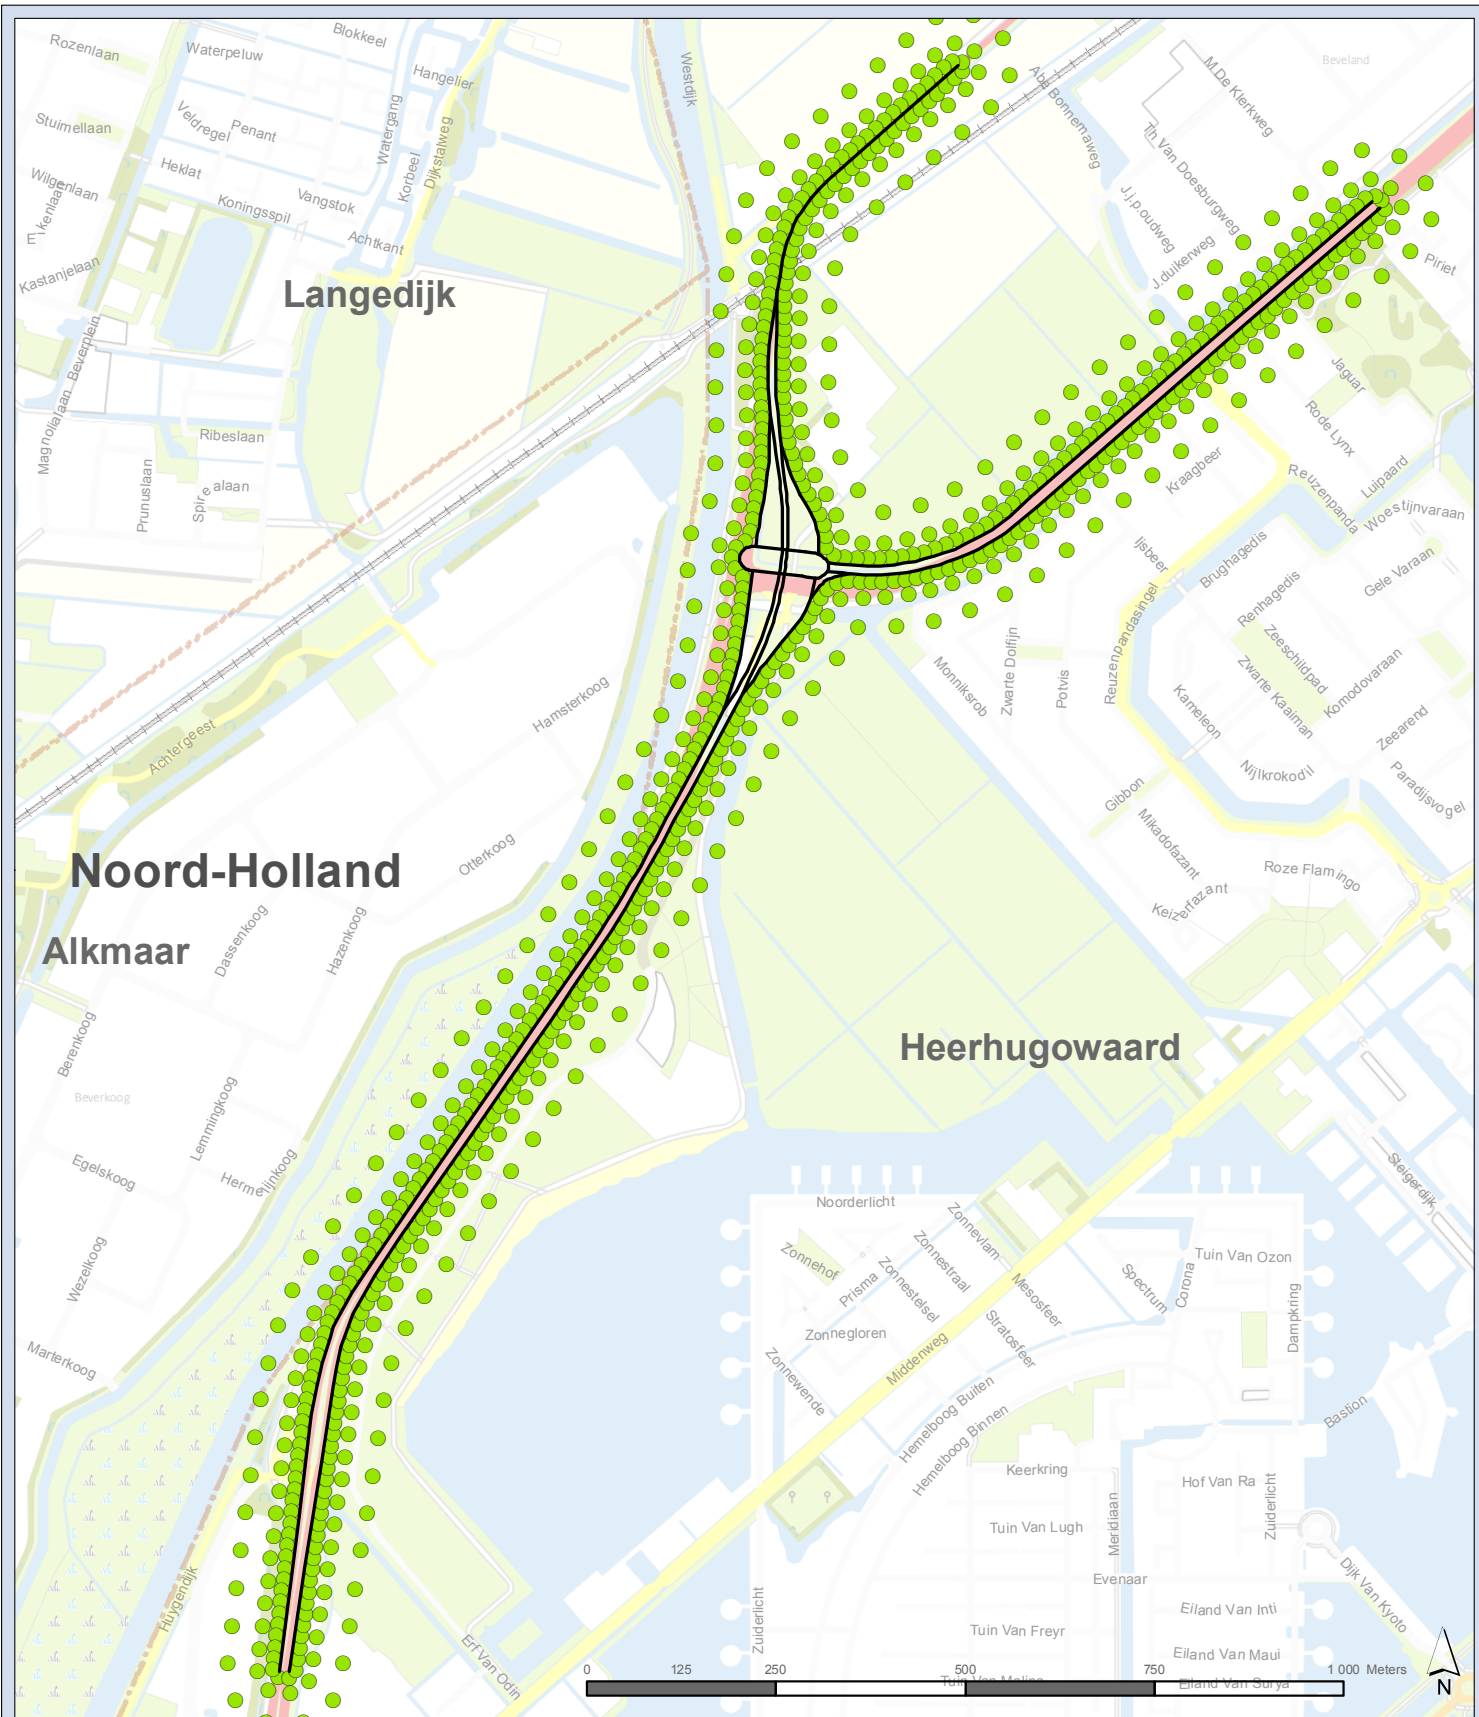 Rozenlaan
Waterpeluw
Blokkeel
Hangelier
Westdijk
Beveland
M.De Klerkweg
Abe Bonnemaweg
Stuimellaan
Veldregel
Penant
Watergang
Dijkstalweg
Korbeel
Th Van Doesburgweg
Heklat
Wilgenlaan
Vangstok
Koningsspil
Eikenlaan
Achtkant
J.j.p.oudweg
J.duikerweg
Piriet
Kastanjelaan
Langedijk
Beverplein
Magnolialaan
Jaguar
Rode Lynx
Ribeslaan
Prunuslaan
Spirealaan
Kraagbeer
Reuzenpanda
Luipaard
Woestijnvaraan
Ijsbeer
Brughagedis
Gele Varaan
Renhagedis
Reuzenpandasingel
Zeeschildpad
Zwarte Dolfijn
Monniksrob
Potvis
Zwarte Kaaiman
Komodovaraan
Kameleon
Zeearend
Hamsterkoog
Achtergeest
Nijlkrokodil
Paradijsvogel
Gibbon
Mikadofazant
Otterkoog
Noord-Holland
Roze Flamingo
Keizerfazant
Alkmaar
Dassenkoog
Hazenkoog
Berenkoog
Heerhugowaard
Beverkoog
Lemmingkoog
Egelskoog
Hermelijnkoog
Steigerdijk
Noorderlicht
Zonnevlam
Zonnehof
Zonnestraal
Prisma
Zonnestelsel
Mesosfeer
Spectrum
Corona
Tuin Van Ozon
Wezelkoog
Zonnegloren
Stratosfeer
Dampkring
Marterkoog
Middenweg
Zonnewende
Hemelboog Buiten
Hemelboog Binnen
Bastion
Keerkring
Hof Van Ra
Zuiderlicht
Meridiaan
Tuin Van Lugh
Evenaar
Dijk Van Kyoto
Huygendijk
Zuiderlicht
Eiland Van Inti
Tuin Van Freyr
Erf Van Odin
Eiland Van Maui
Eiland Van Surya
0 125 250 500 750 1 000 Meters
N